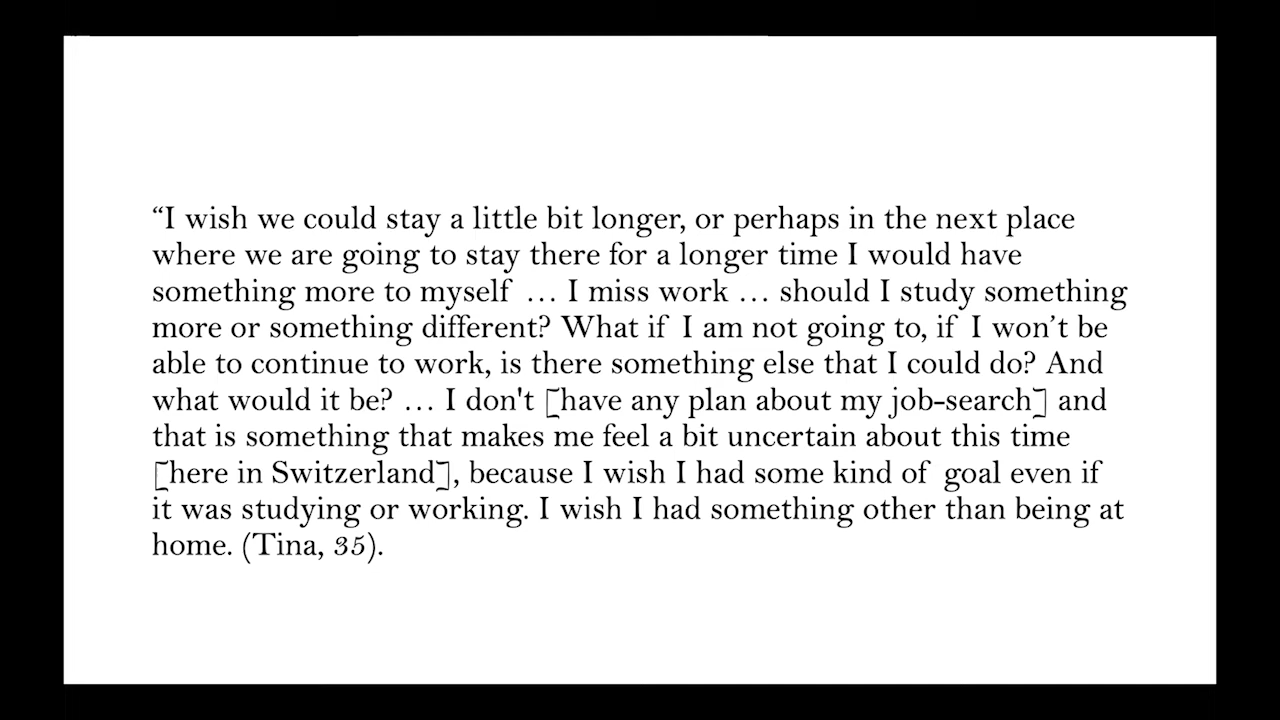 “I wish we could stay a little bit longer, or perhaps in the next place
where we are going to stay there for a longer time I would have
something more to myself … I miss work … should I study something
more or something different? What if I am not going to, if I won’t be
able to continue to work, is there something else that I could do? And
what would it be? … I don't [have any plan about my job-search] and
that is something that makes me feel a bit uncertain about this time
[here in Switzerland], because I wish I had some kind of goal even if
it was studying or working. I wish I had something other than being at
home. (Tina, 35).